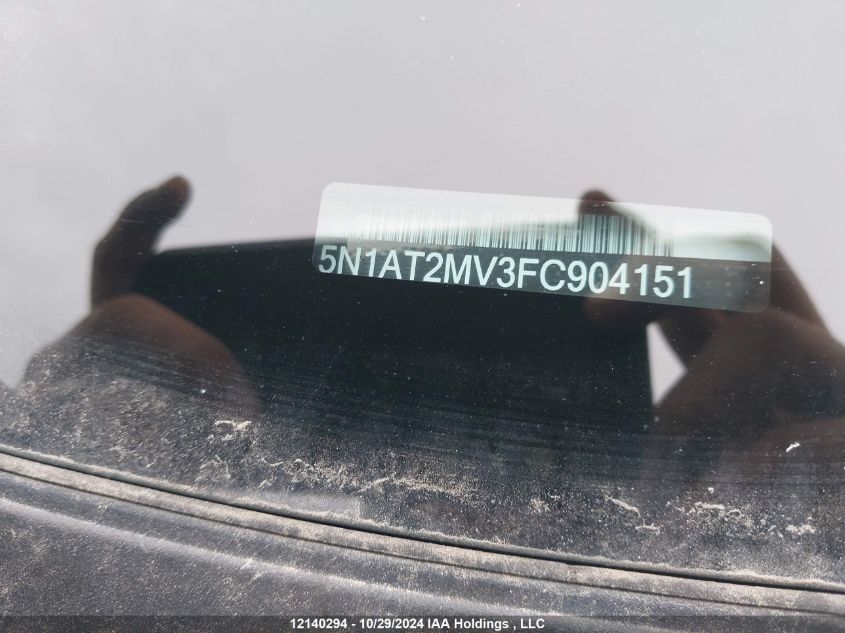 5N1AT2MV3FC904151
12140294 - 10/29/2024 IAA Holdings , LLC